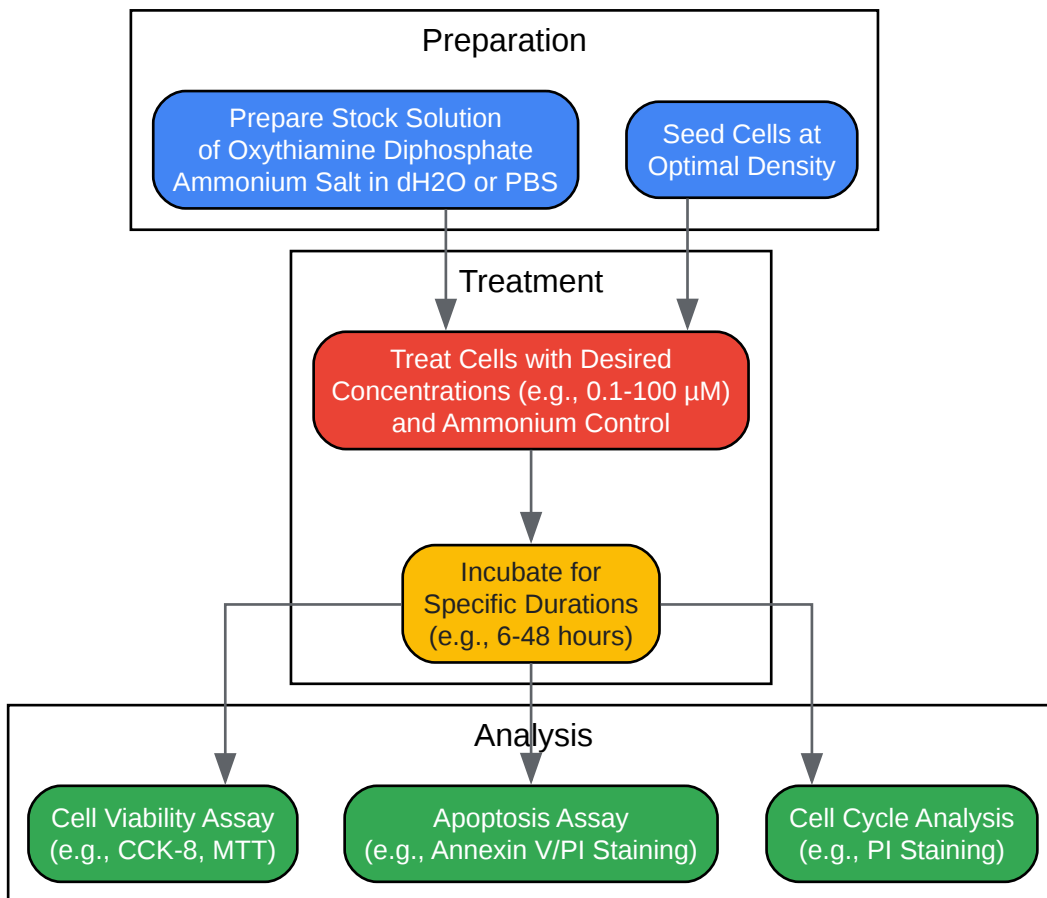 Preparation
Prepare Stock Solution
of Oxythiamine Diphosphate
Ammonium Salt in dH2O or PBS
Seed Cells at
Optimal Density
Treatment
Treat Cells with Desired
Concentrations (e.g., 0.1-100 µM)
and Ammonium Control
Incubate for
Specific Durations
(e.g., 6-48 hours)
Analysis
Cell Viability Assay
(e.g., CCK-8, MTT)
Apoptosis Assay
(e.g., Annexin V/PI Staining)
Cell Cycle Analysis
(e.g., PI Staining)